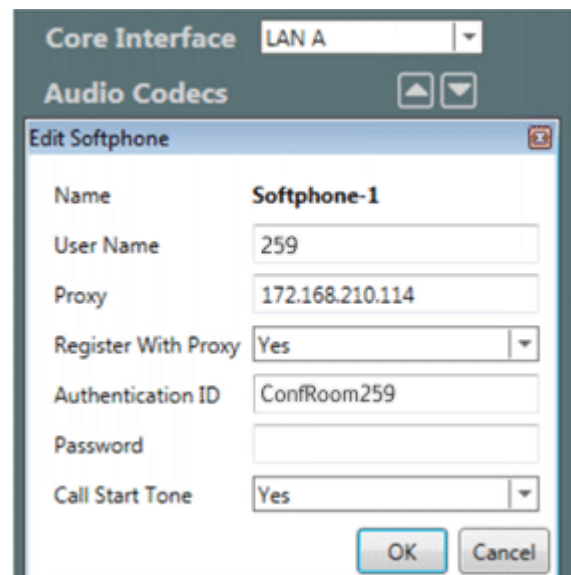 Core Interface LAN A
Audio Codecs
Edit Softphone
Name Softphone-1
User Name 259
Proxy 172.168.210.114
Register With Proxy Yes
Authentication ID ConfRoom259
Password
Call Start Tone Yes
OK Cancel